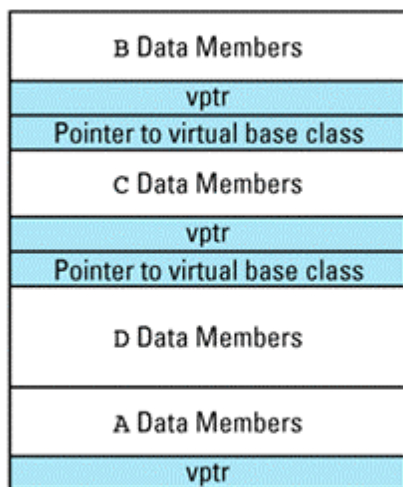 B Data Members
vptr
Pointer to virtual base class
C Data Members
vptr
Pointer to virtual base class
D Data Members
A Data Members
vptr